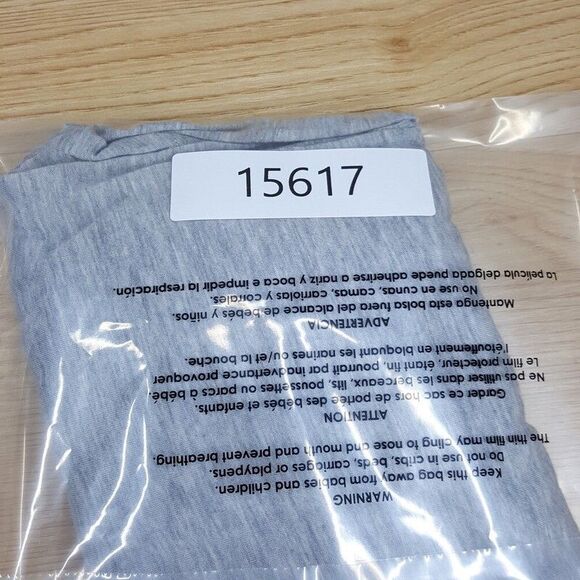 15617
WARNING
Keep this bag away from babies and children.
Do not use in cribs, beds, carriages or playpens.
The thin film may cling to nose and mouth and prevent breathing.
ATTENTION
Garder ce sac hors de portée des bébés et enfants.
Ne pas utiliser dans les berceaux, lits, poussettes ou parcs à bébé.
Le film protecteur, étant fin, pourrait par inadvertance provoquer
l'étouffement en bloquant les narines ou/et la bouche.
ADVERTENCIA
Mantenga esta bolsa fuera del alcance de bebés y niños.
No use en cunas, camas, carriolas y corrales.
La película delgada puede adherirse a nariz y boca e impedir la respiración.